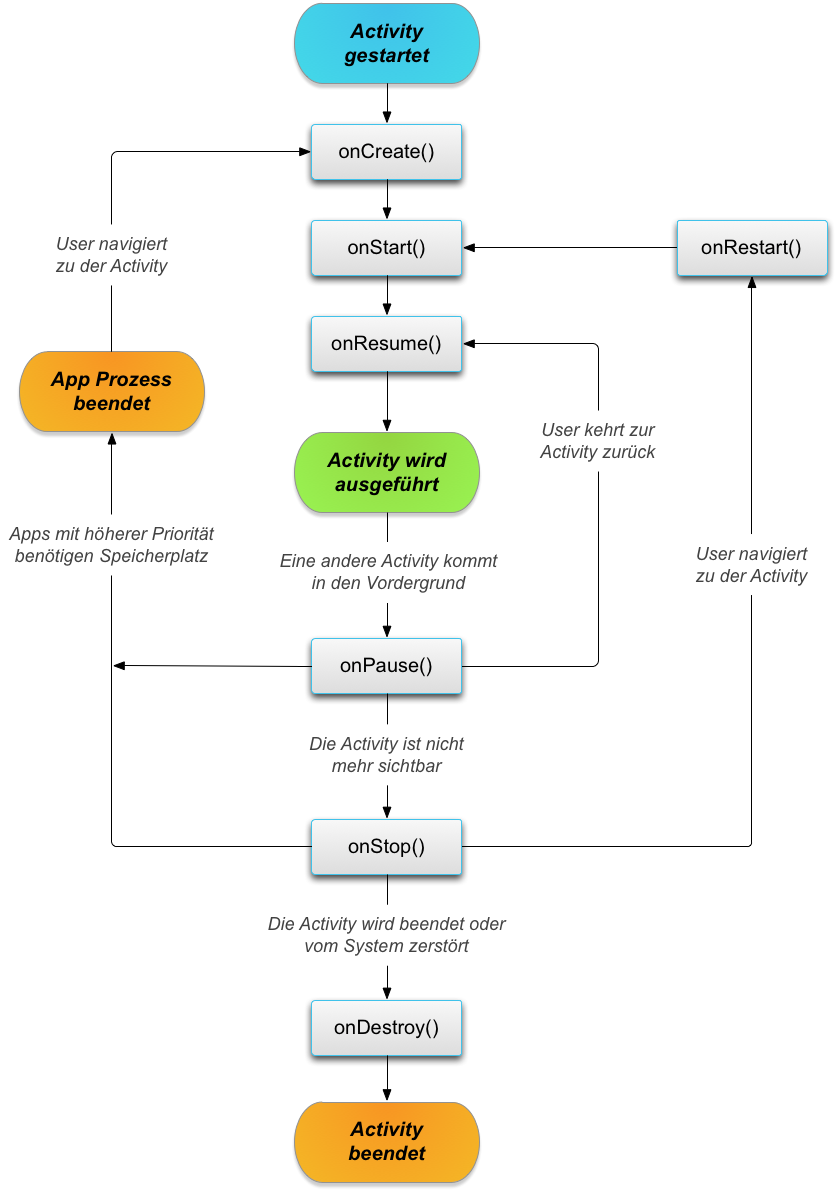 Activity
gestartet
onCreate()
User navigiert
zu der Activity
onStart()
onRestart()
onResume()
App Prozess
beendet
User kehrt zur
Activity zurück
Activity wird
ausgeführt
Apps mit höherer Priorität
benötigen Speicherplatz
Eine andere Activity kommt
in den Vordergrund
User navigiert
zu der Activity
onPause()
Die Activity ist nicht
mehr sichtbar
onStop()
Die Activity wird beendet oder
vom System zerstört
onDestroy()
Activity
beendet